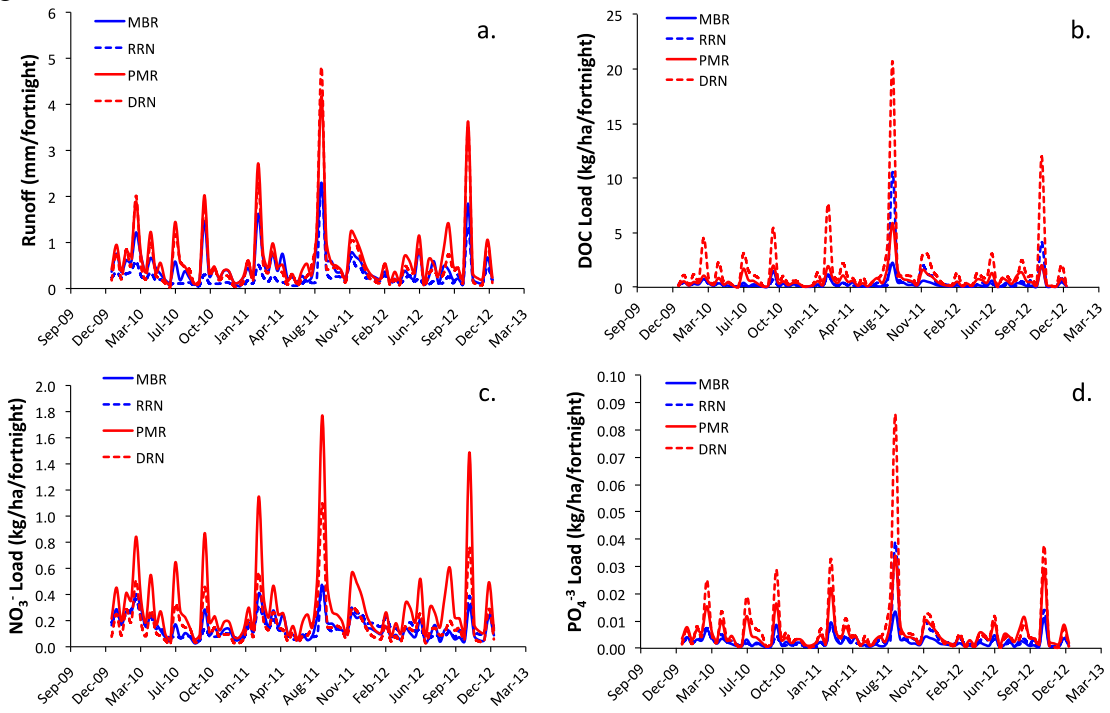 6
5
4
3
2
1
0
Runoff (mm/fortnight)
MBR
RRN
PMR
DRN
a.
Sep-09
Dec-09
Mar-10
Jul-10
Oct-10
Jan-11
Apr-11
Aug-11
Nov-11
Feb-12
Jun-12
Sep-12
Dec-12
Mar-13
25
20
15
10
5
0
DOC Load (kg/ha/fortnight)
MBR
RRN
PMR
DRN
b.
Sep-09
Dec-09
Mar-10
Jul-10
Oct-10
Jan-11
Apr-11
Aug-11
Nov-11
Feb-12
Jun-12
Sep-12
Dec-12
Mar-13
2.0
1.8
1.6
1.4
1.2
1.0
0.8
0.6
0.4
0.2
0.0
NO3- Load (kg/ha/fortnight)
MBR
RRN
PMR
DRN
c.
Sep-09
Dec-09
Mar-10
Jul-10
Oct-10
Jan-11
Apr-11
Aug-11
Nov-11
Feb-12
Jun-12
Sep-12
Dec-12
Mar-13
0.10
0.09
0.08
0.07
0.06
0.05
0.04
0.03
0.02
0.01
0.00
PO4-3 Load (kg/ha/fortnight)
MBR
RRN
PMR
DRN
d.
Sep-09
Dec-09
Mar-10
Jul-10
Oct-10
Jan-11
Apr-11
Aug-11
Nov-11
Feb-12
Jun-12
Sep-12
Dec-12
Mar-13